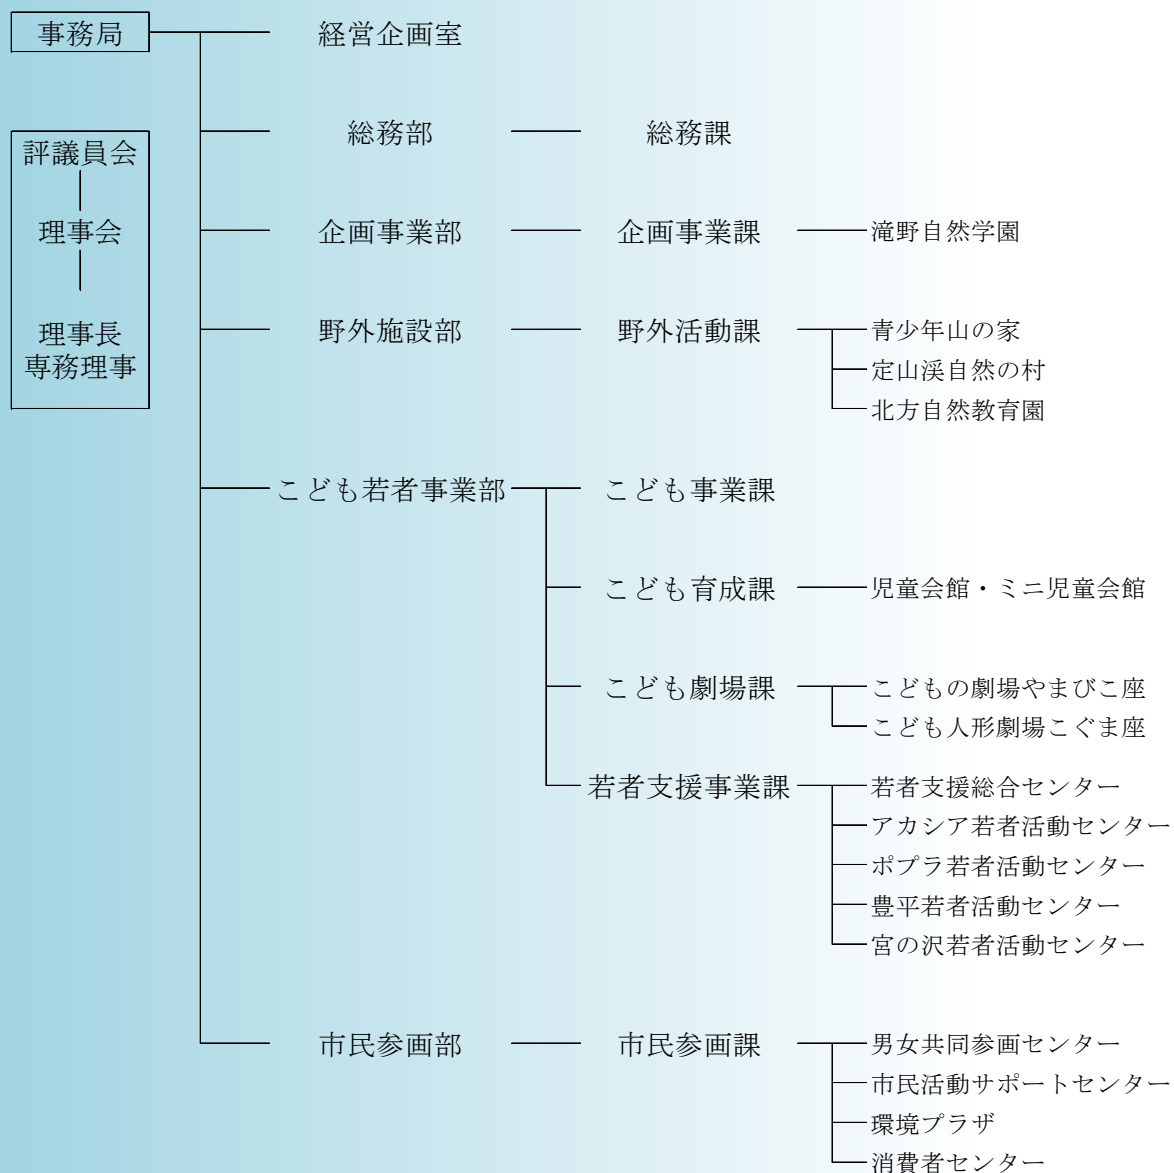 事務局
経営企画室
総務部
総務課
評議員会
理事会
理事長
専務理事
企画事業部
企画事業課
滝野自然学園
野外施設部
野外活動課
青少年山の家
定山渓自然の村
北方自然教育園
こども若者事業部
こども事業課
こども育成課
児童会館・ミニ児童会館
こども劇場課
こどもの劇場やまびこ座
こども人形劇場こぐま座
若者支援事業課
若者支援総合センター
アカシア若者活動センター
ポプラ若者活動センター
豊平若者活動センター
宮の沢若者活動センター
市民参画部
市民参画課
男女共同参画センター
市民活動サポートセンター
環境プラザ
消費者センター